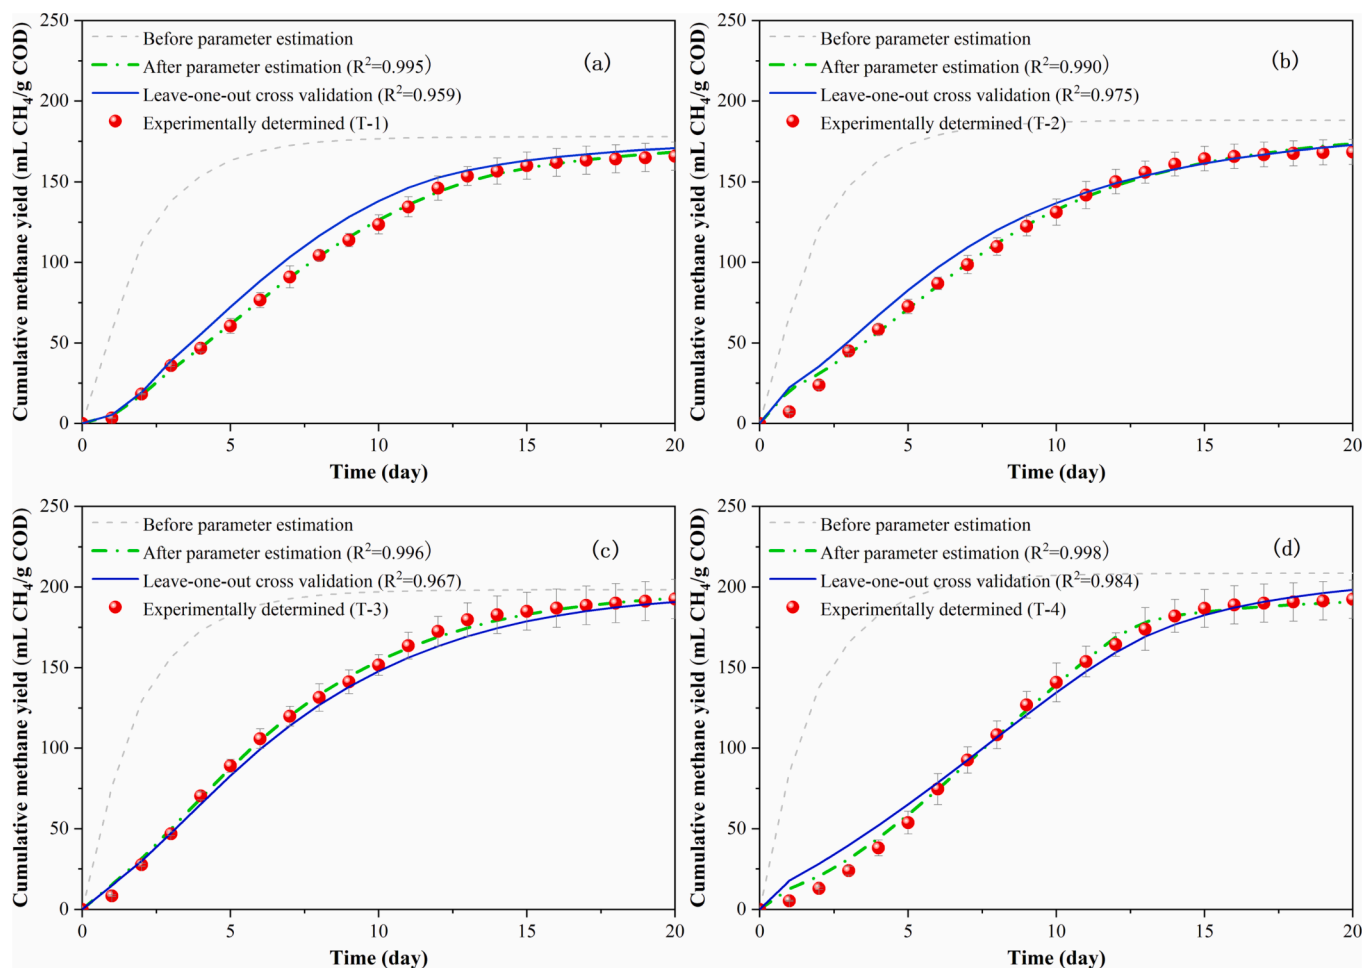 250
200
150
100
50
0
Cumulative methane yield (mL CH4/g COD)
Before parameter estimation
After parameter estimation (R²=0.995)
Leave-one-out cross validation (R²=0.959)
Experimentally determined (T-1)
(a)
0 5 10 15 20
Time (day)
250
200
150
100
50
0
Cumulative methane yield (mL CH4/g COD)
Before parameter estimation
After parameter estimation (R²=0.990)
Leave-one-out cross validation (R²=0.975)
Experimentally determined (T-2)
(b)
0 5 10 15 20
Time (day)
250
200
150
100
50
0
Cumulative methane yield (mL CH4/g COD)
Before parameter estimation
After parameter estimation (R²=0.996)
Leave-one-out cross validation (R²=0.967)
Experimentally determined (T-3)
(c)
0 5 10 15 20
Time (day)
250
200
150
100
50
0
Cumulative methane yield (mL CH4/g COD)
Before parameter estimation
After parameter estimation (R²=0.998)
Leave-one-out cross validation (R²=0.984)
Experimentally determined (T-4)
(d)
0 5 10 15 20
Time (day)